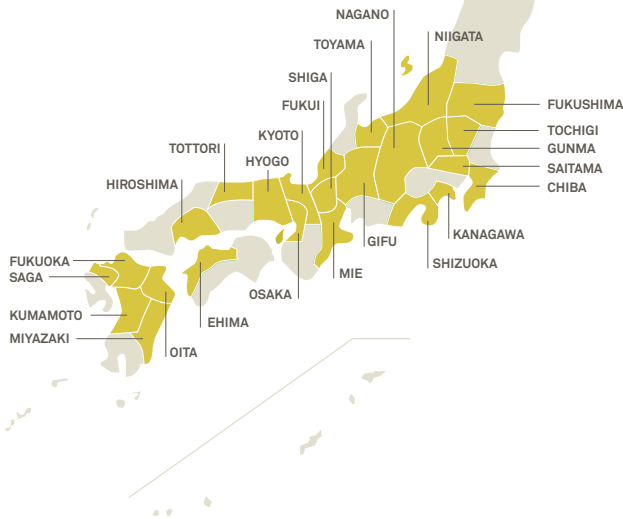 NAGANO
NIIGATA
TOYAMA
SHIGA
FUKUI
FUKUSHIMA
KYOTO
TOCHIGI
TOTTORI
GUNMA
HYOGO
SAITAMA
HIROSHIMA
CHIBA
KANAGAWA
GIFU
FUKUOKA
SHIZUOKA
MIE
SAGA
OSAKA
KUMAMOTO
EHIMA
MIYAZAKI
OITA